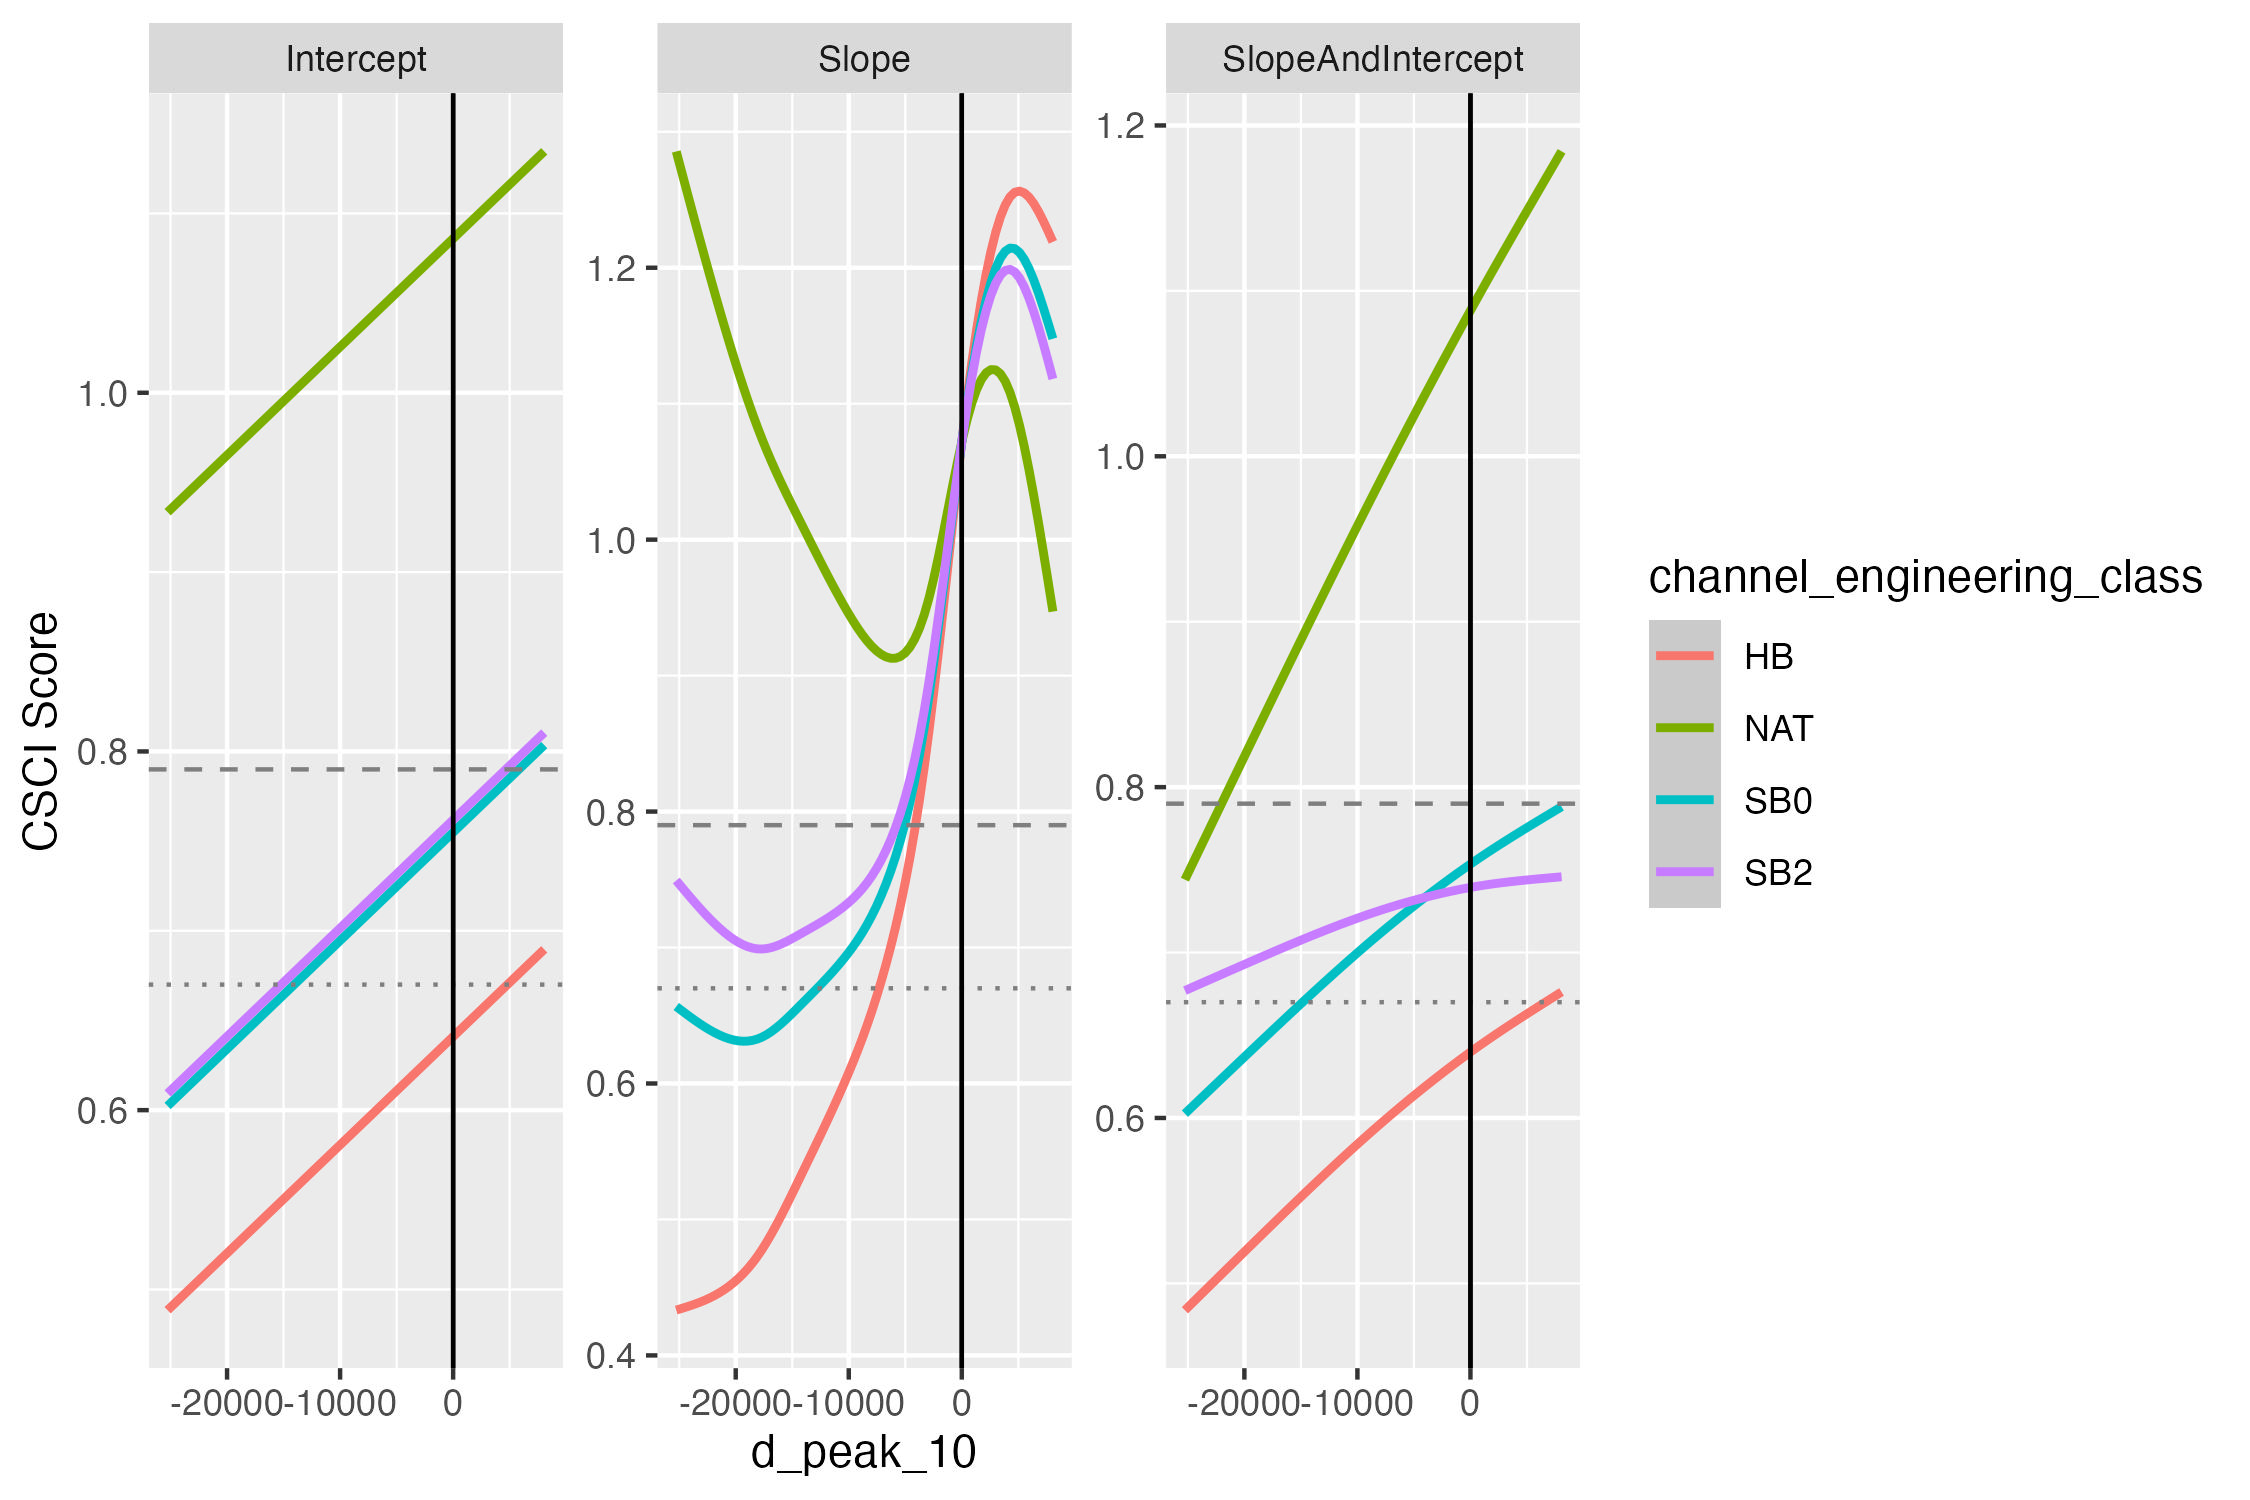 Intercept
Slope
SlopeAndIntercept
CSCI Score
1.0
0.8
0.6
1.2
1.0
0.8
0.6
0.4
1.2
1.0
0.8
0.6
-20000 -10000 0
-20000 -10000 0
-20000 -10000 0
d_peak_10
channel_engineering_class
HB
NAT
SB0
SB2